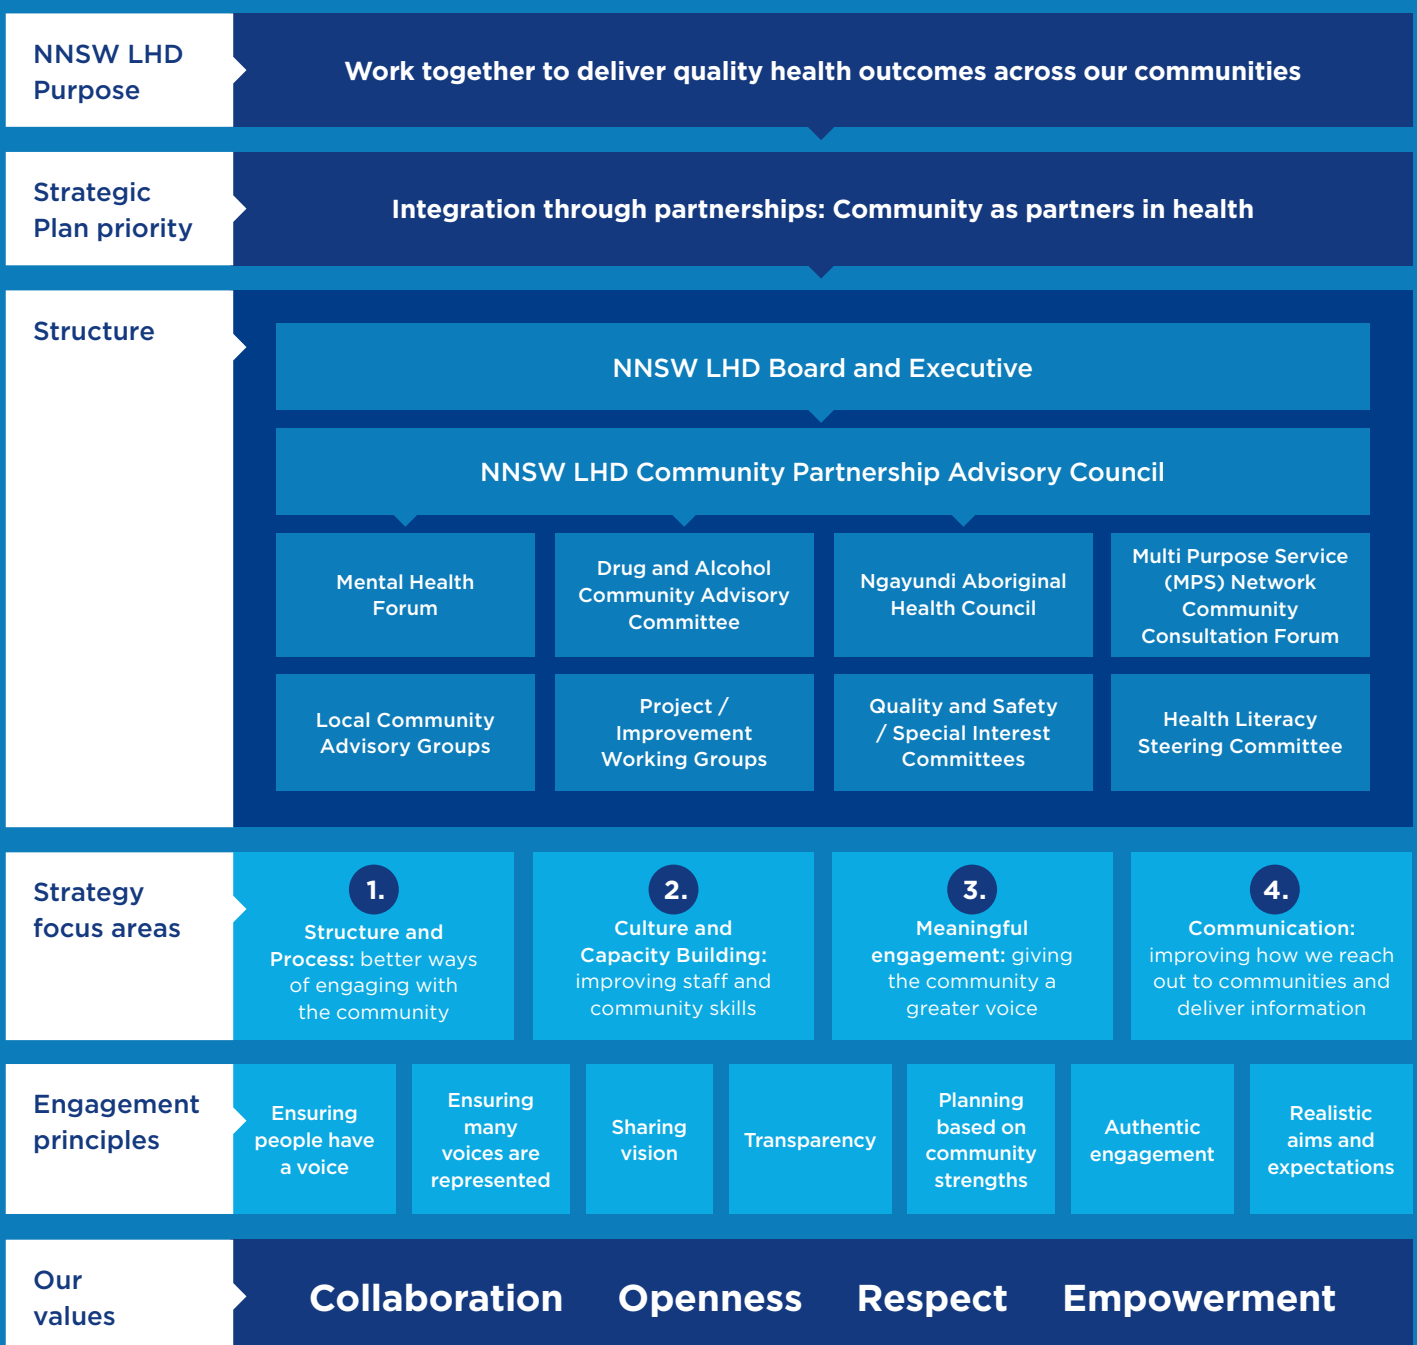 NNSW LHD
Purpose
Work together to deliver quality health outcomes across our communities
Strategic
Plan priority
Integration through partnerships: Community as partners in health
Structure
NNSW LHD Board and Executive
NNSW LHD Community Partnership Advisory Council
Mental Health
Forum
Drug and Alcohol
Community Advisory
Committee
Ngayundi Aboriginal
Health Council
Multi Purpose Service
(MPS) Network
Community
Consultation Forum
Local Community
Advisory Groups
Project /
Improvement
Working Groups
Quality and Safety
/ Special Interest
Committees
Health Literacy
Steering Committee
Strategy
focus areas
1.
Structure and
Process: better ways
of engaging with
the community
2.
Culture and
Capacity Building:
improving staff and
community skills
3.
Meaningful
engagement: giving
the community a
greater voice
4.
Communication:
improving how we reach
out to communities and
deliver information
Engagement
principles
Ensuring
people have
a voice
Ensuring
many
voices are
represented
Sharing
vision
Transparency
Planning
based on
community
strengths
Authentic
engagement
Realistic
aims and
expectations
Our
values
Collaboration Openness Respect Empowerment